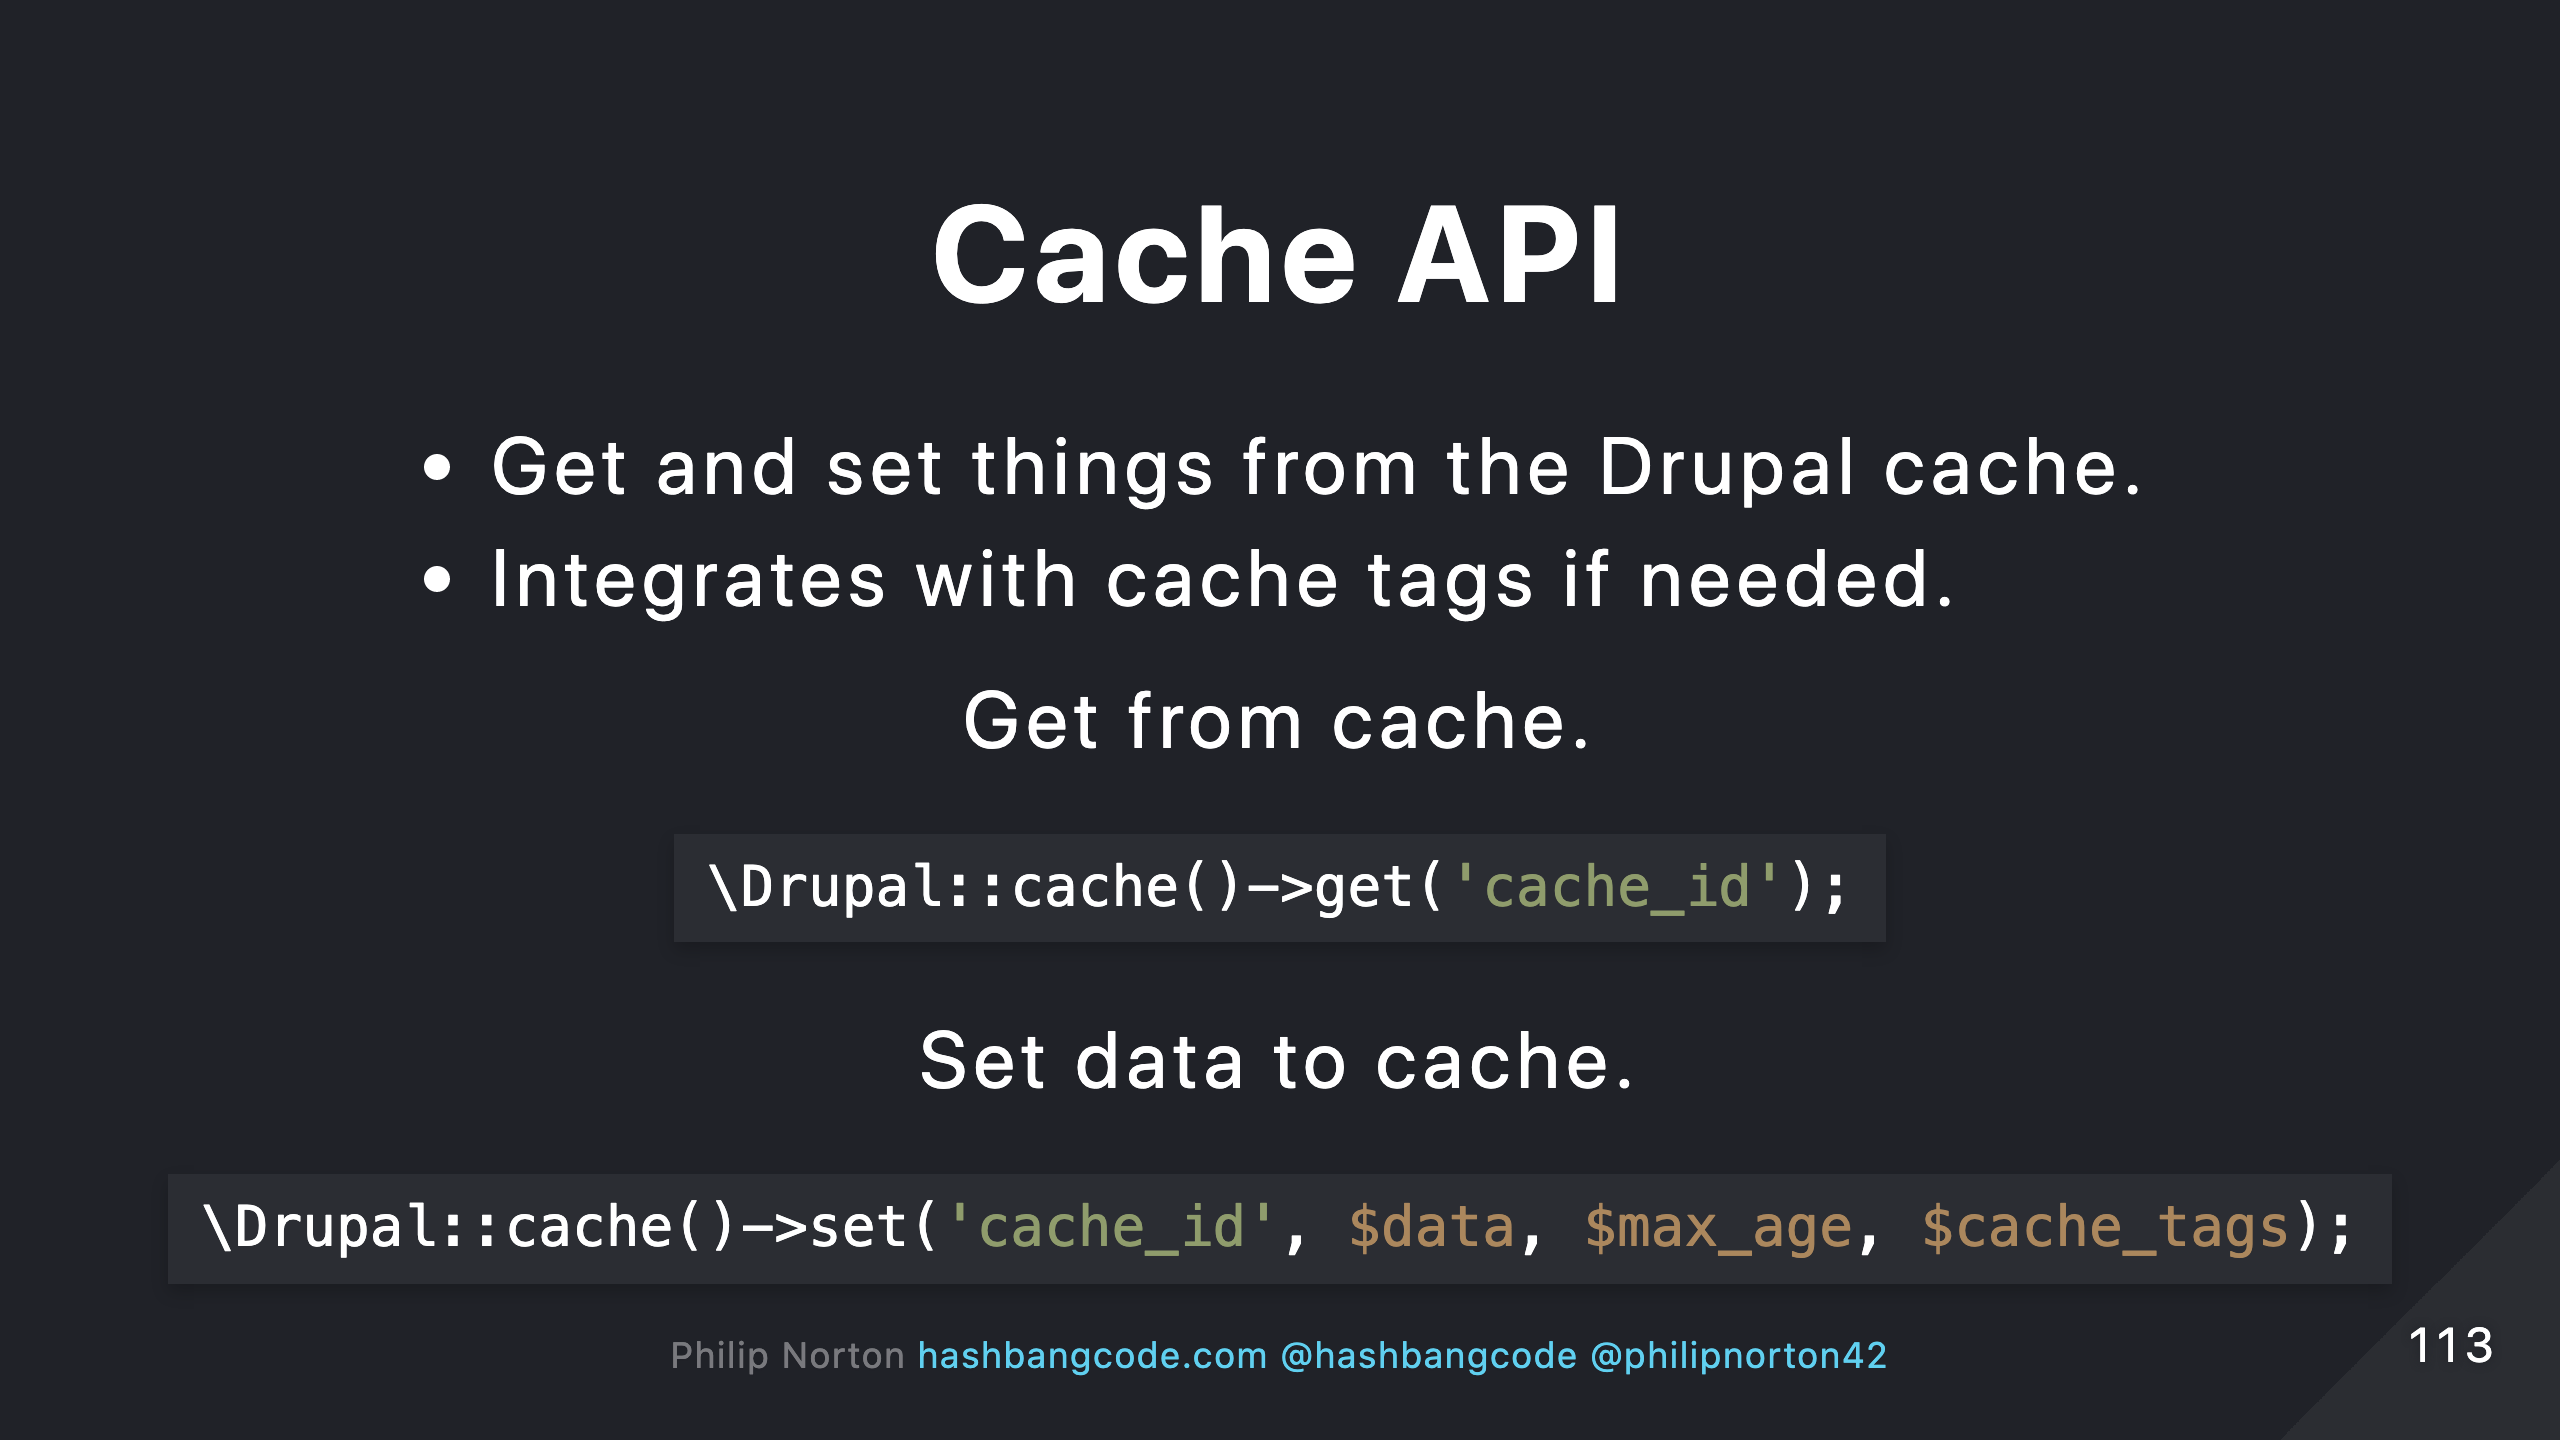 Cache API
• Get and set things from the Drupal cache.
• Integrates with cache tags if needed.
Get from cache.
\Drupal::cache()->get('cache_id');
Set data to cache.
\Drupal::cache()->set('cache_id', $data, $max_age, $cache_tags);
Philip Norton hashbangcode.com @hashbangcode @philipnorton42
113